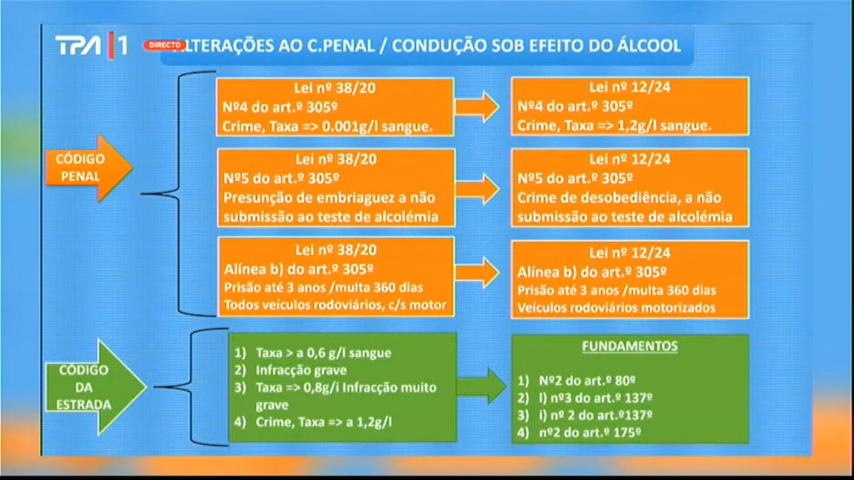 TPA 1
DIRECTO
ALTERAÇÕES AO C.PENAL / CONDUÇÃO SOB EFEITO DO ÁLCOOL
CÓDIGO
PENAL
Lei nº 38/20
Nº4 do art.º 305º
Crime, Taxa => 0.001g/l sangue.
Lei nº 12/24
Nº4 do art.º 305º
Crime, Taxa => 1,2g/l sangue.
Lei nº 38/20
Nº5 do art.º 305º
Presunção de embriaguez a não
submissão ao teste de alcolémia
Lei nº 12/24
Nº5 do art.º 305º
Crime de desobediência, a não
submissão ao teste de alcolémia
Lei nº 38/20
Alínea b) do art.º 305º
Prisão até 3 anos /multa 360 dias
Todos veículos rodoviários, c/s motor
Lei nº 12/24
Alínea b) do art.º 305º
Prisão até 3 anos /multa 360 dias
Veículos rodoviários motorizados
CÓDIGO
DA
ESTRADA
1) Taxa > a 0,6 g/l sangue
2) Infracção grave
3) Taxa => 0,8g/i Infracção muito
grave
4) Crime, Taxa => a 1,2g/l
FUNDAMENTOS
1) Nº2 do art.º 80º
2) l) nº3 do art.º 137º
3) i) nº 2 do art.º137º
4) nº2 do art.º 175º